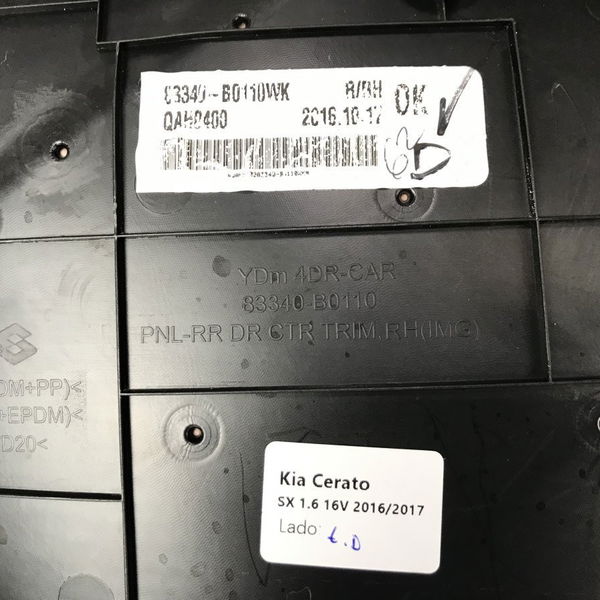 83340-B0110WK R/RH OK
QAH0400 2016.10-17
D
YDm 4DR-CAR
83340-B0110
PNL-RR DR CTR TRIM,RH(IMG)
DM+PP)<
+EPDM)<
D20<
Kia Cerato
SX 1.6 16V 2016/2017
Lado: t.D